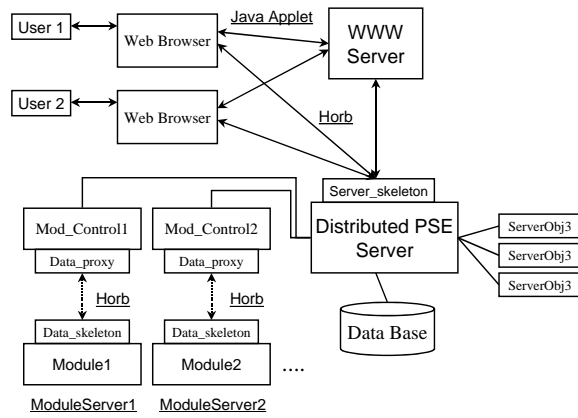 Java Applet
User 1
Web Browser
WWW
Server
User 2
Web Browser
Horb
Server_skeleton
Mod_Control1
Mod_Control2
Distributed PSE
Server
ServerObj3
ServerObj3
ServerObj3
Data_proxy
Data_proxy
Horb
Horb
Data Base
Data_skeleton
Data_skeleton
Module1
Module2
....
ModuleServer1
ModuleServer2